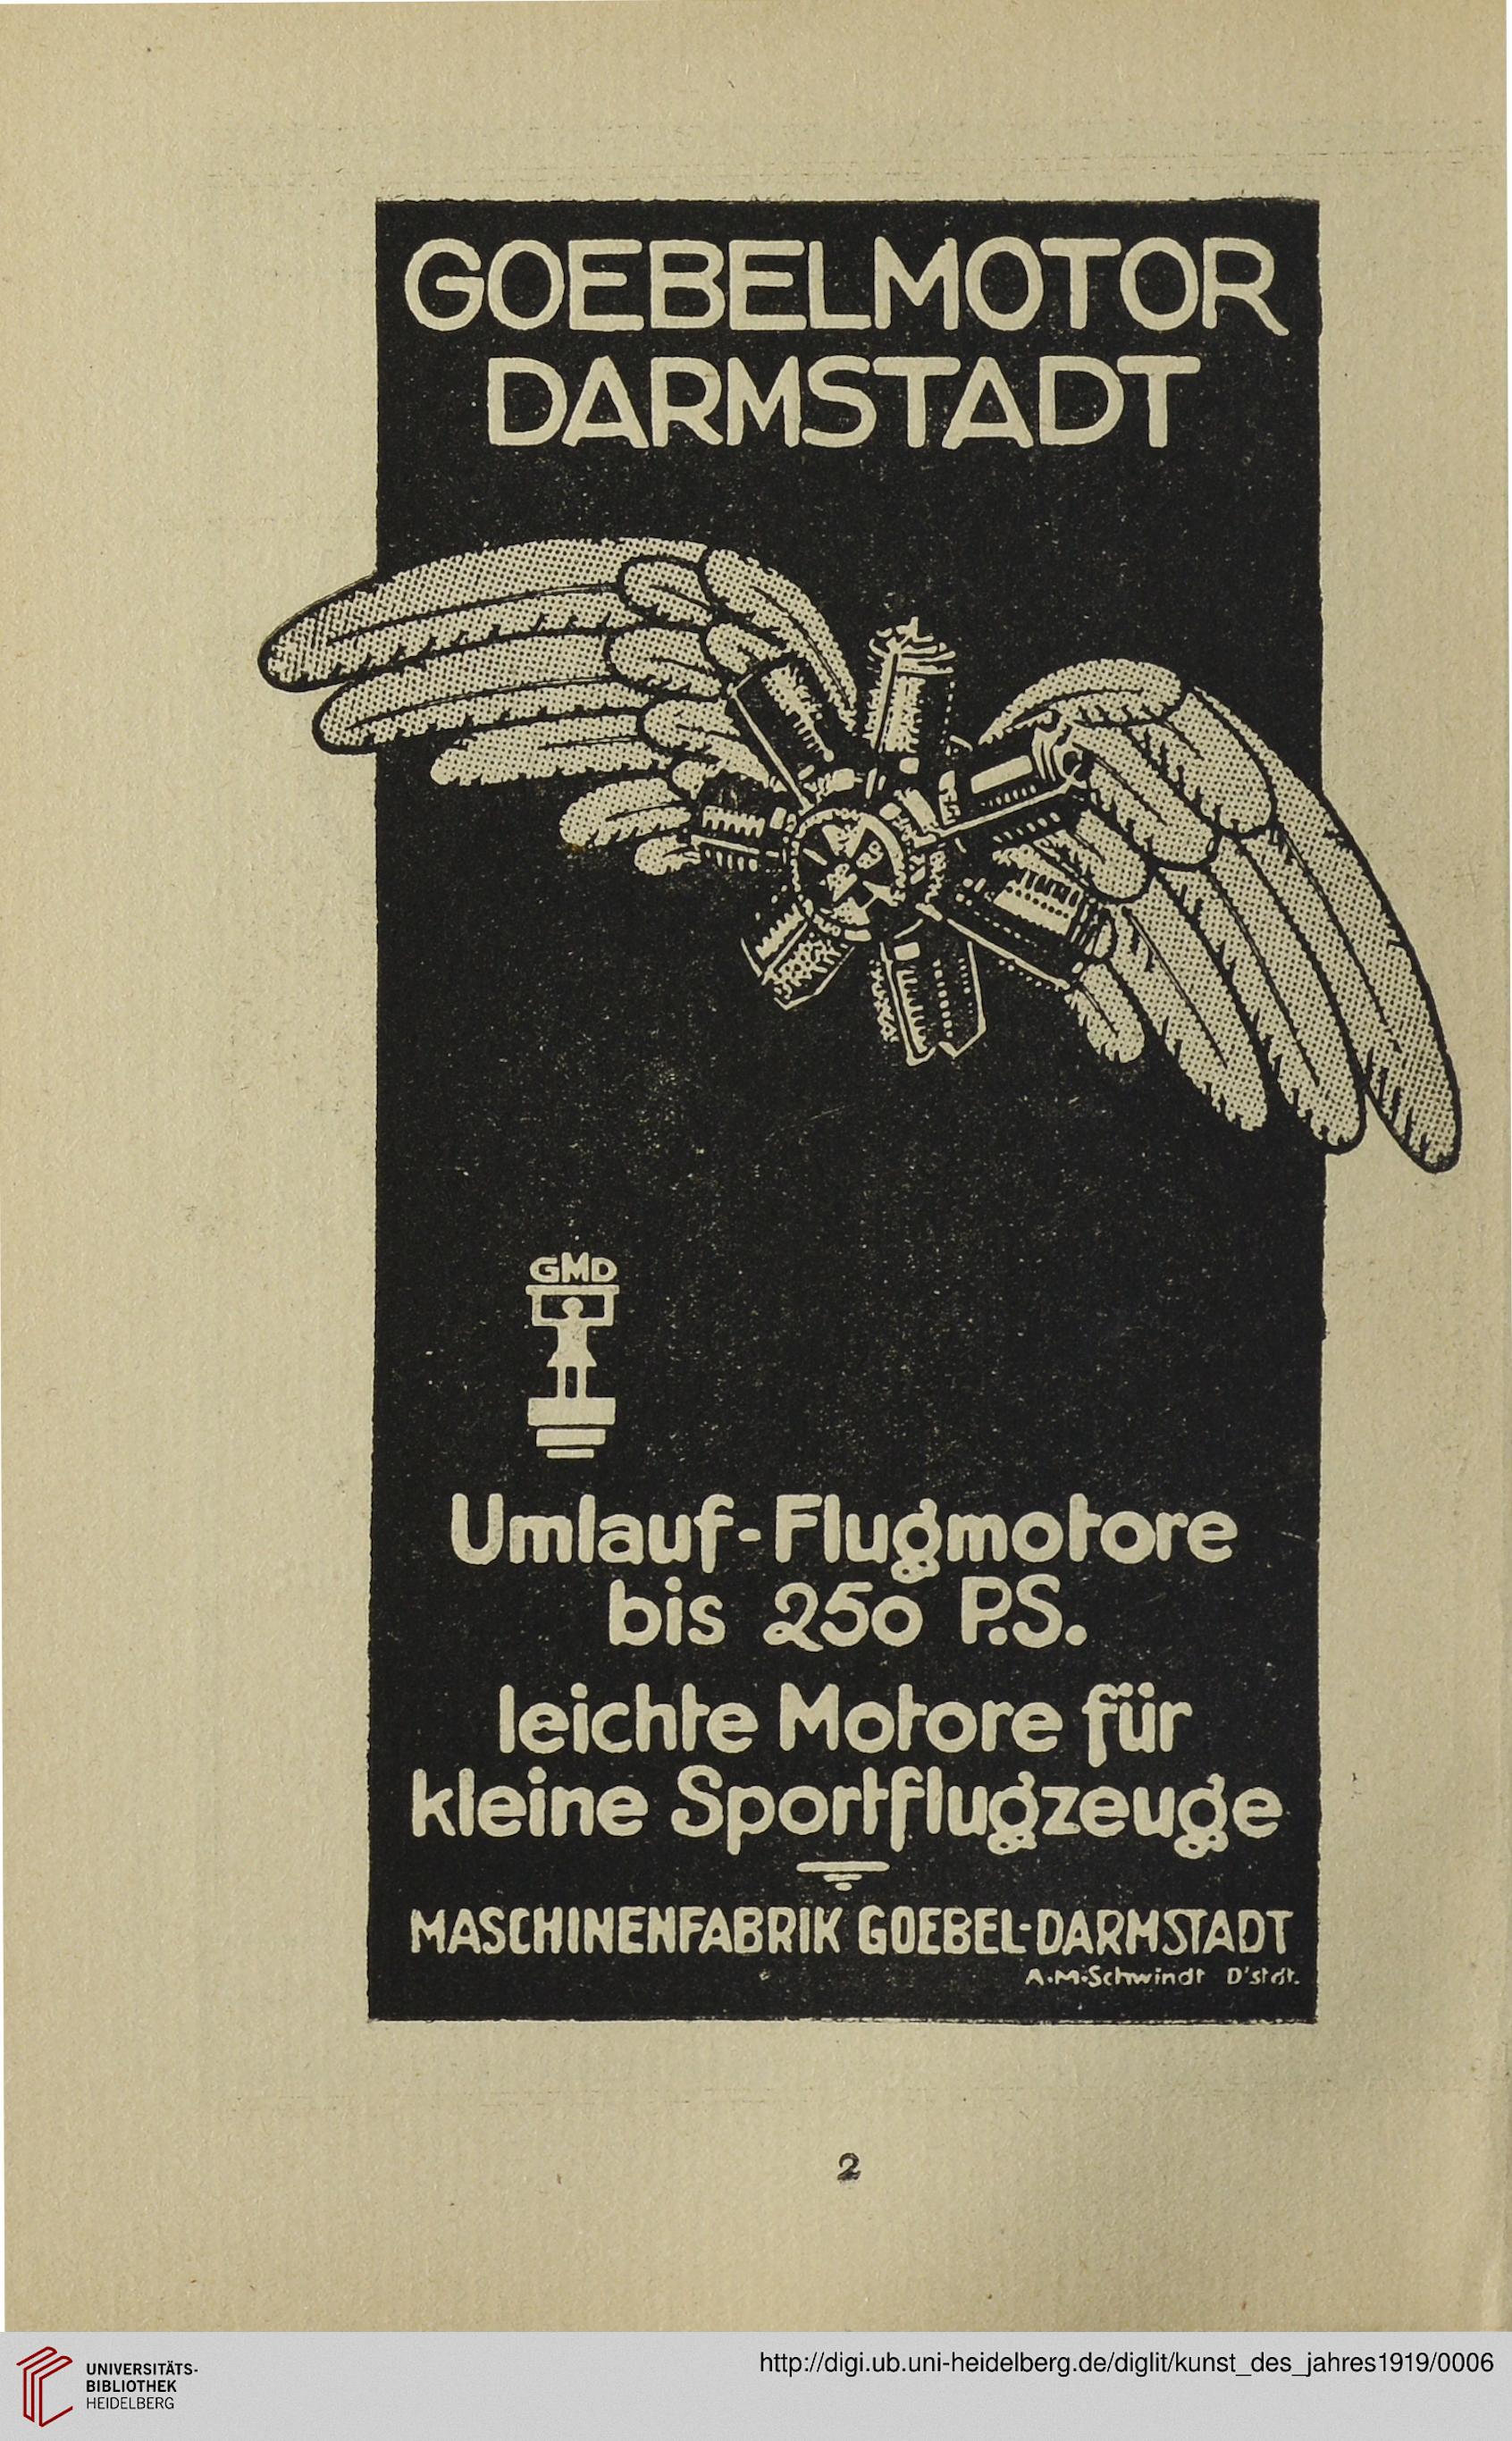 GOEBELMOTOR
DARMSTADT
GMD
Umlauf-Flugmotore
bis 250 P.S.
leichte Motore für
kleine Sportflugzeuge
MASCHINENFABRIK GOEBEL-DARMSTADT
A·M·Schwindt D'stdt.
2
UNIVERSITÄTS-
BIBLIOTHEK
HEIDELBERG
http://digi.ub.uni-heidelberg.de/diglit/kunst_des_jahres1919/0006